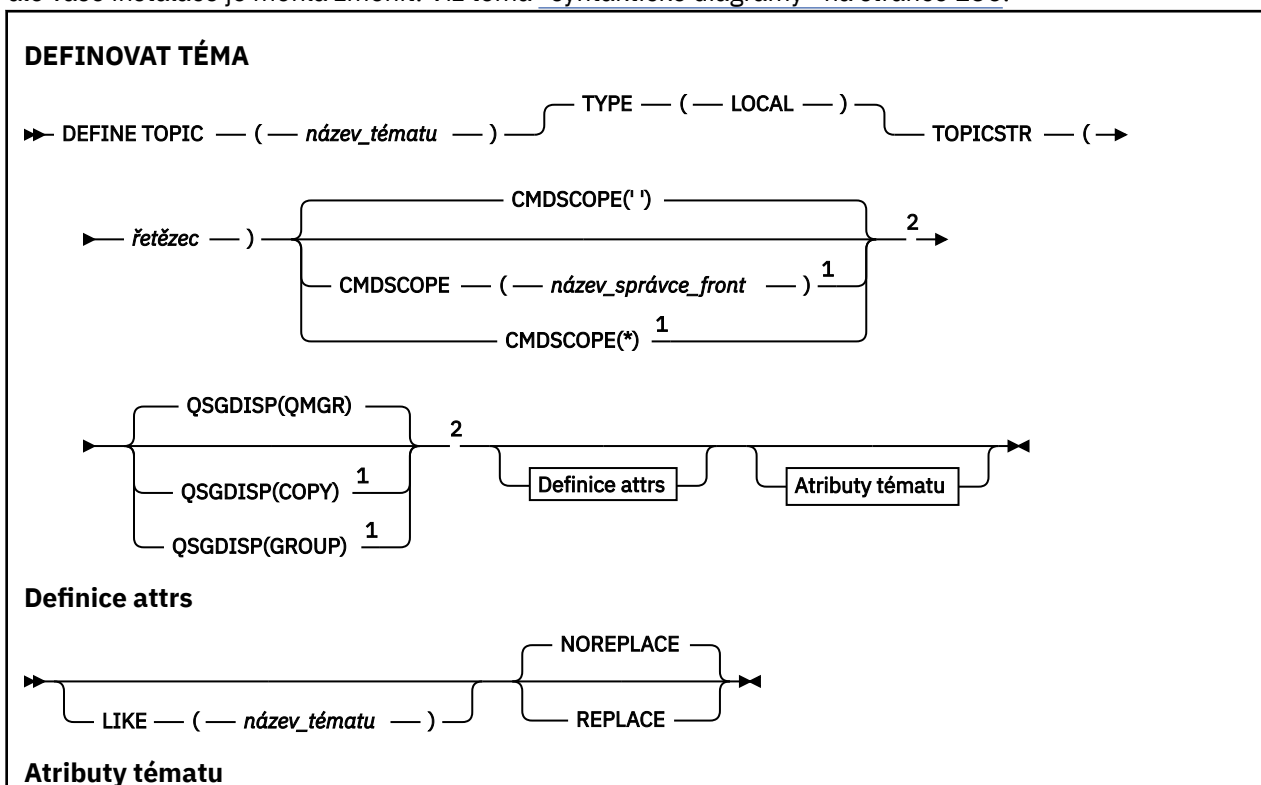 DEFINOVAT TÉMA
TYPE ( LOCAL )
DEFINE TOPIC ( název_tématu ) TOPICSTR (
CMDSCOPE(' ')
řetězec ) 2
CMDSCOPE ( název_správce_front ) 1
CMDSCOPE(*) 1
QSGDISP(QMGR)
2
QSGDISP(COPY) 1 Definice attrs Atributy tématu
QSGDISP(GROUP) 1
Definice attrs
NOREPLACE
LIKE ( název_tématu ) REPLACE
Atributy tématu